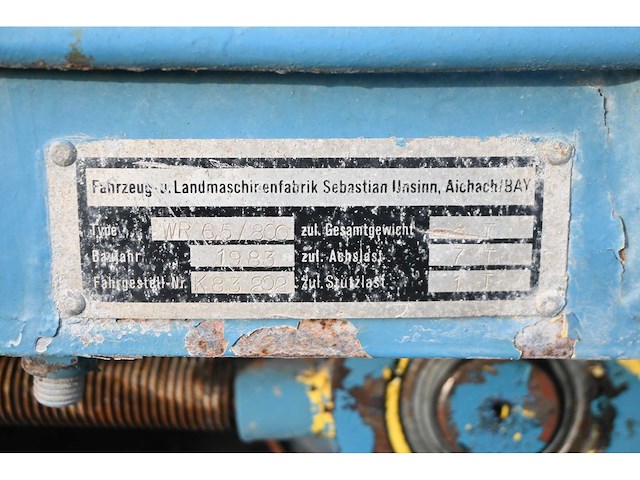 Fahrzeug- u. Landmaschinenfabrik Sebastian Unsinn, Aichach/BAY
Type WR 6,5/800 zul. Gesamtgewicht T
Baujahr 1983 zul. Achslast 7 T
Fahrgestell-Nr. K83 892 zul. Stützlast 1 T